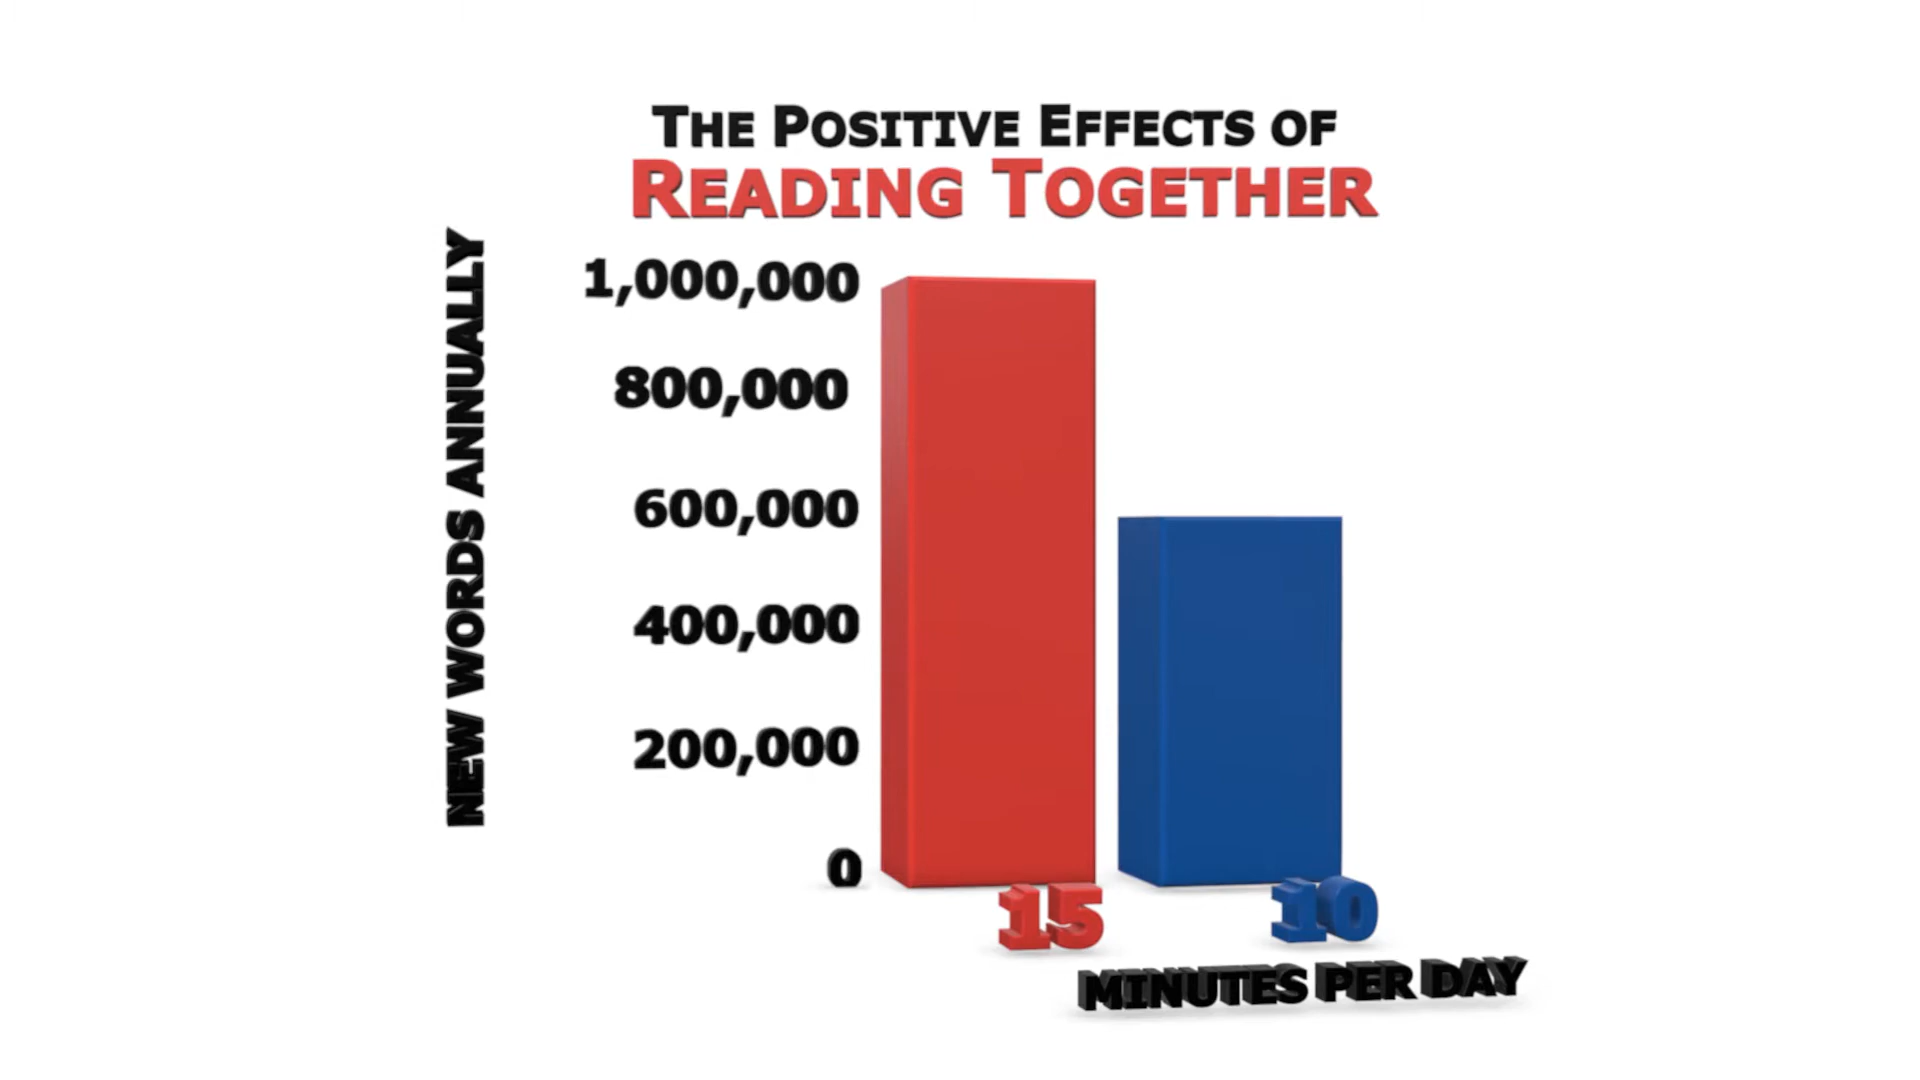 THE POSITIVE EFFECTS OF
READING TOGETHER
NEW WORDS ANNUALLY
1,000,000
800,000
600,000
400,000
200,000
0
15 10
MINUTES PER DAY